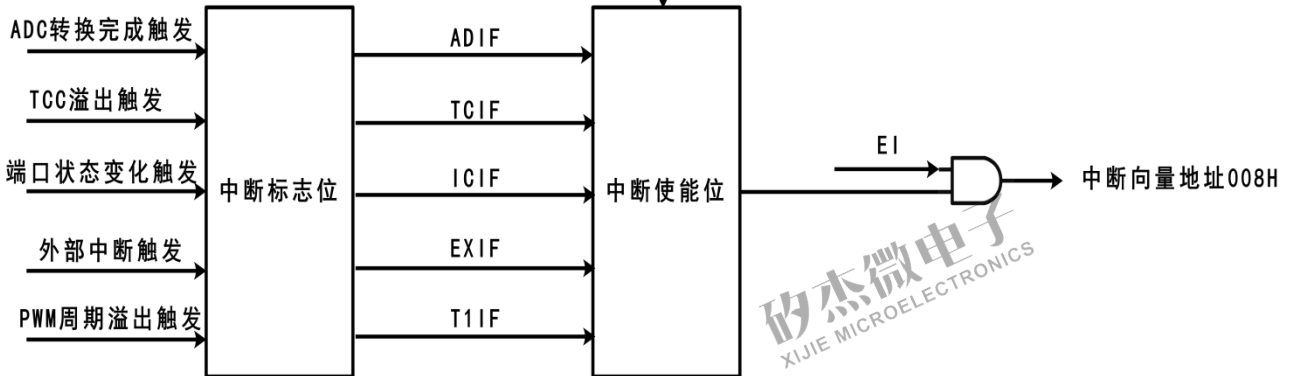 ADC转换完成触发
ADIF
TCC溢出触发
TCIF
端口状态变化触发
ICIF
EI
中断标志位
中断使能位
中断向量地址008H
外部中断触发
EXIF
PWM周期溢出触发
T1IF
矽杰微电子
XIJIE MICROELECTRONICS